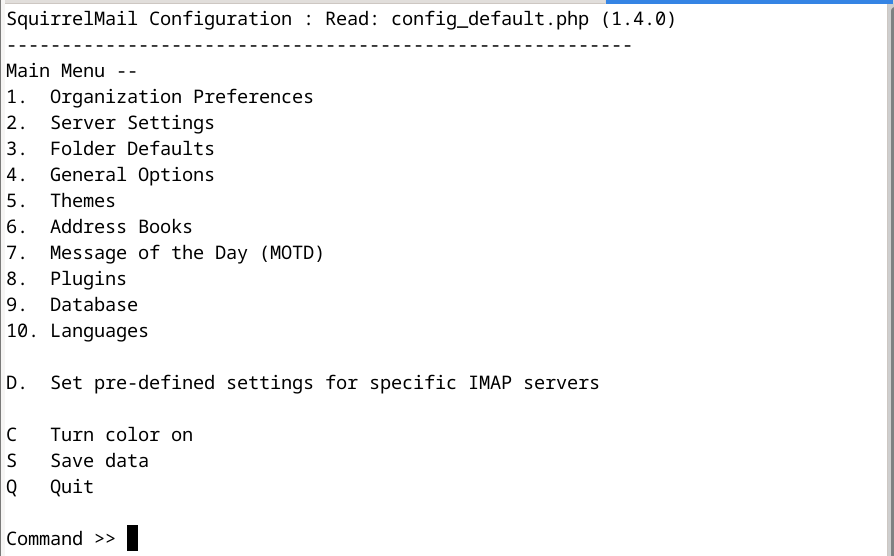 SquirrelMail Configuration : Read: config_default.php (1.4.0)
---------------------------------------------------------
Main Menu --
1.  Organization Preferences
2.  Server Settings
3.  Folder Defaults
4.  General Options
5.  Themes
6.  Address Books
7.  Message of the Day (MOTD)
8.  Plugins
9.  Database
10. Languages

D.  Set pre-defined settings for specific IMAP servers

C   Turn color on
S   Save data
Q   Quit

Command >>